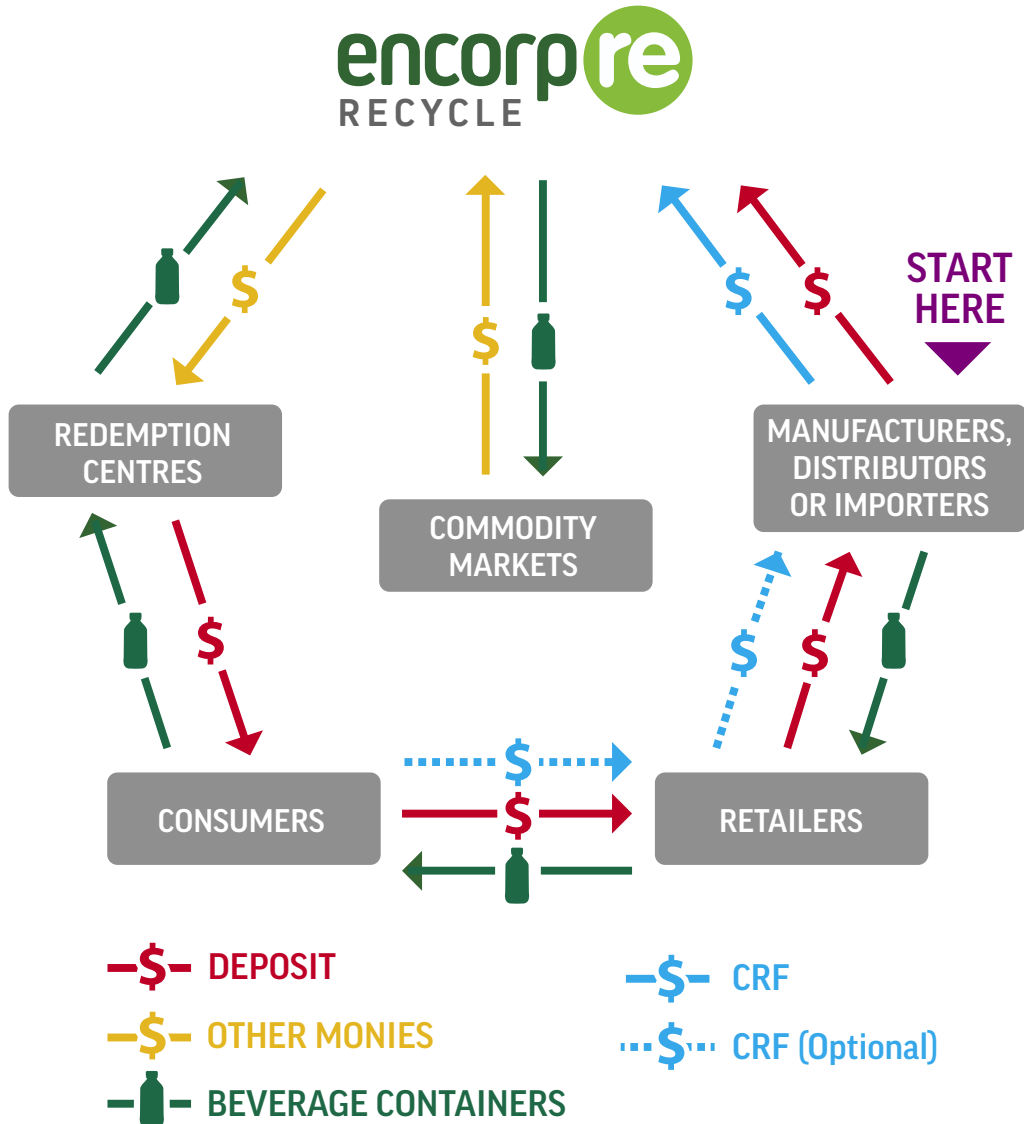 encorp re
RECYCLE
START
HERE
REDEMPTION
CENTRES
COMMODITY
MARKETS
MANUFACTURERS,
DISTRIBUTORS
OR IMPORTERS
$
$
$
$
$
$
$
$
$
$
CONSUMERS
RETAILERS
$ DEPOSIT
$ OTHER MONIES
BEVERAGE CONTAINERS
$ CRF
$ CRF (Optional)